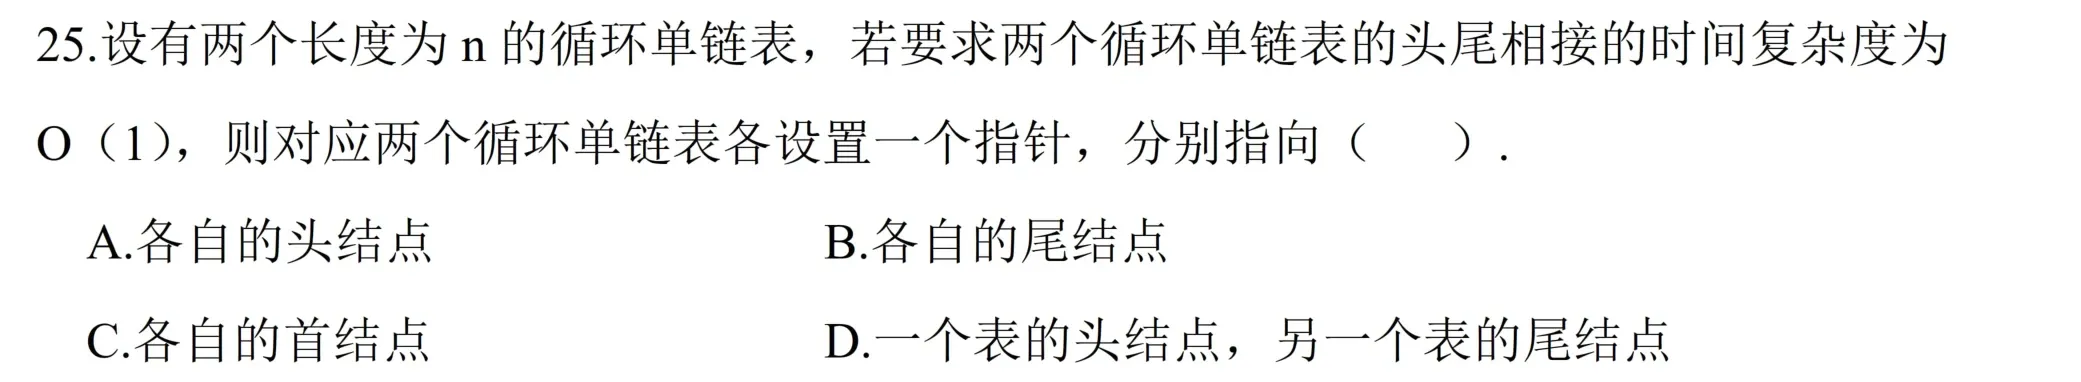 25.设有两个长度为 n 的循环单链表，若要求两个循环单链表的头尾相接的时间复杂度为
O（1），则对应两个循环单链表各设置一个指针，分别指向（　　）.
A.各自的头结点　　B.各自的尾结点
C.各自的首结点　　D.一个表的头结点，另一个表的尾结点